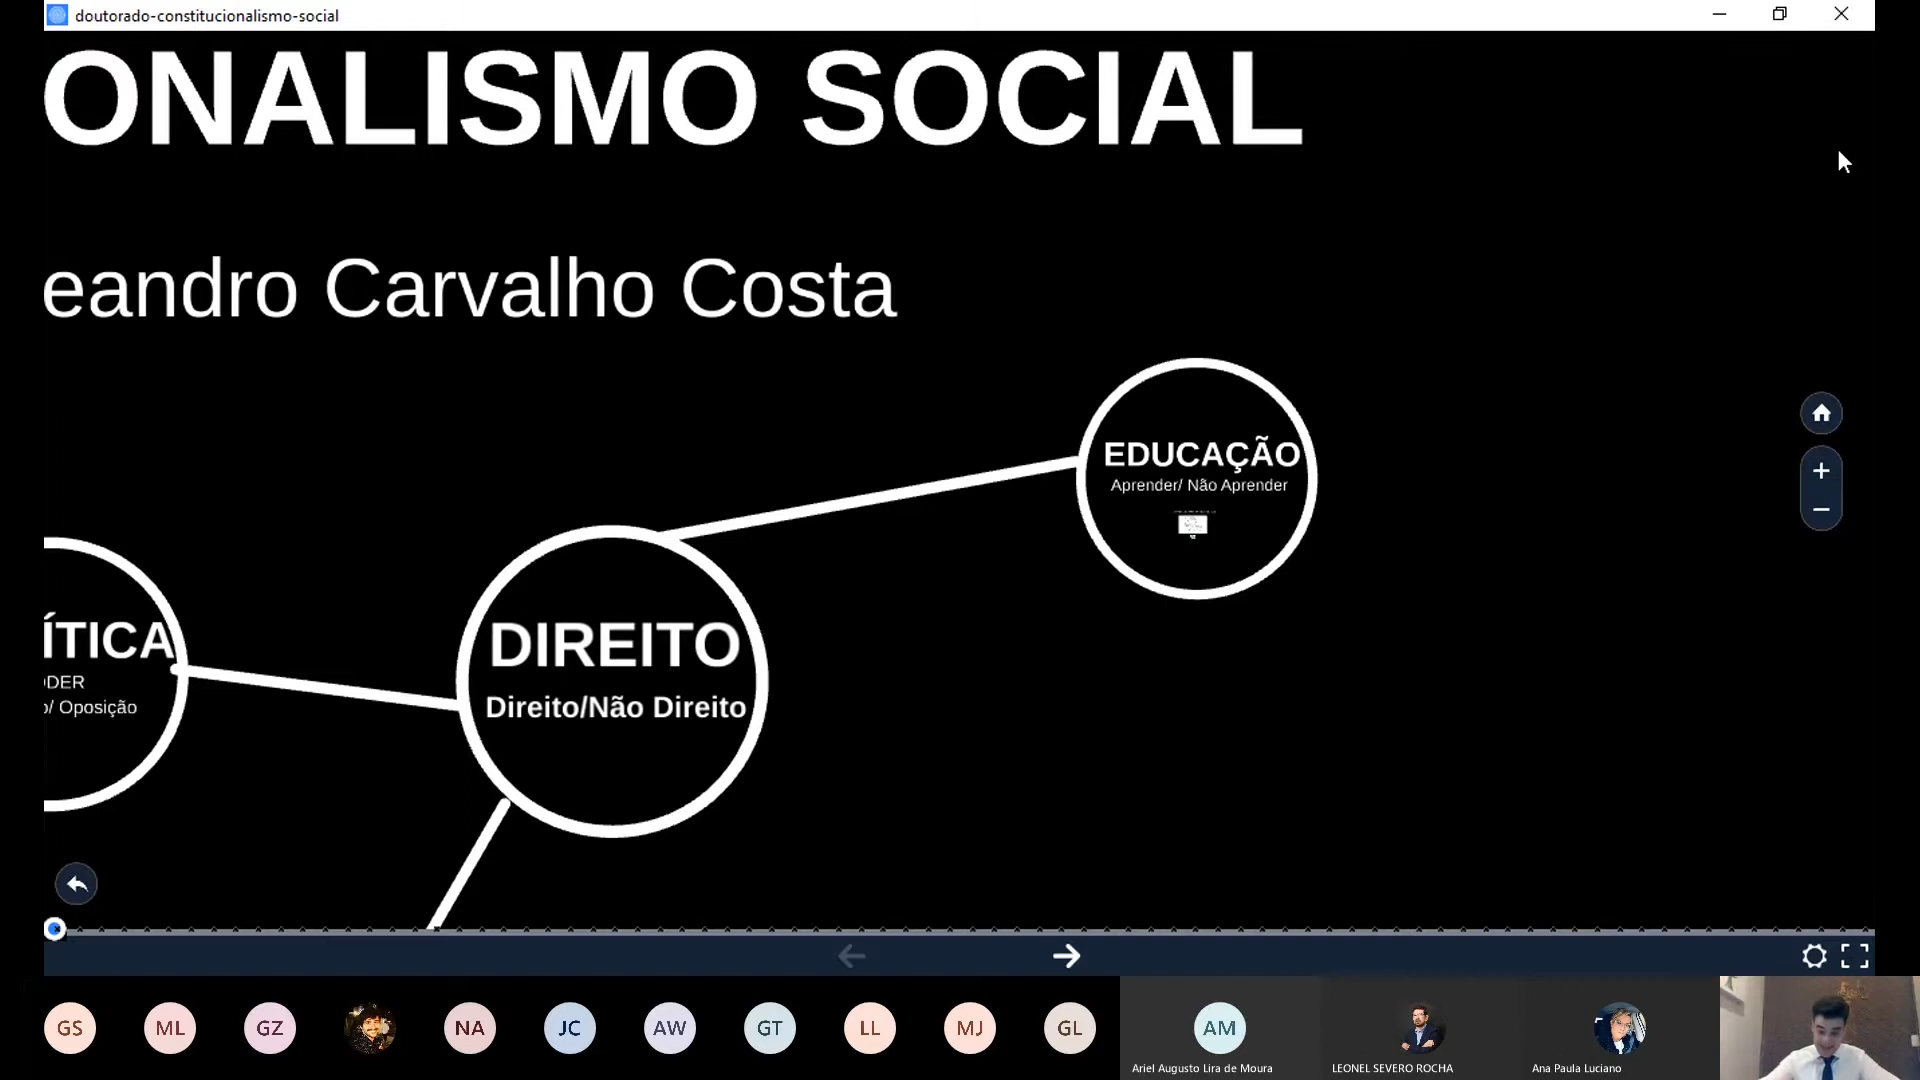 doutorado-constitucionalismo-social
ONALISMO SOCIAL
eandro Carvalho Costa
EDUCAÇÃO
Aprender/ Não Aprender
ÍTICA
DER
o/ Oposição
DIREITO
Direito/Não Direito
GS
ML
GZ
NA
JC
AW
GT
LL
MJ
GL
AM
Ariel Augusto Lira de Moura
LEONEL SEVERO ROCHA
Ana Paula Luciano